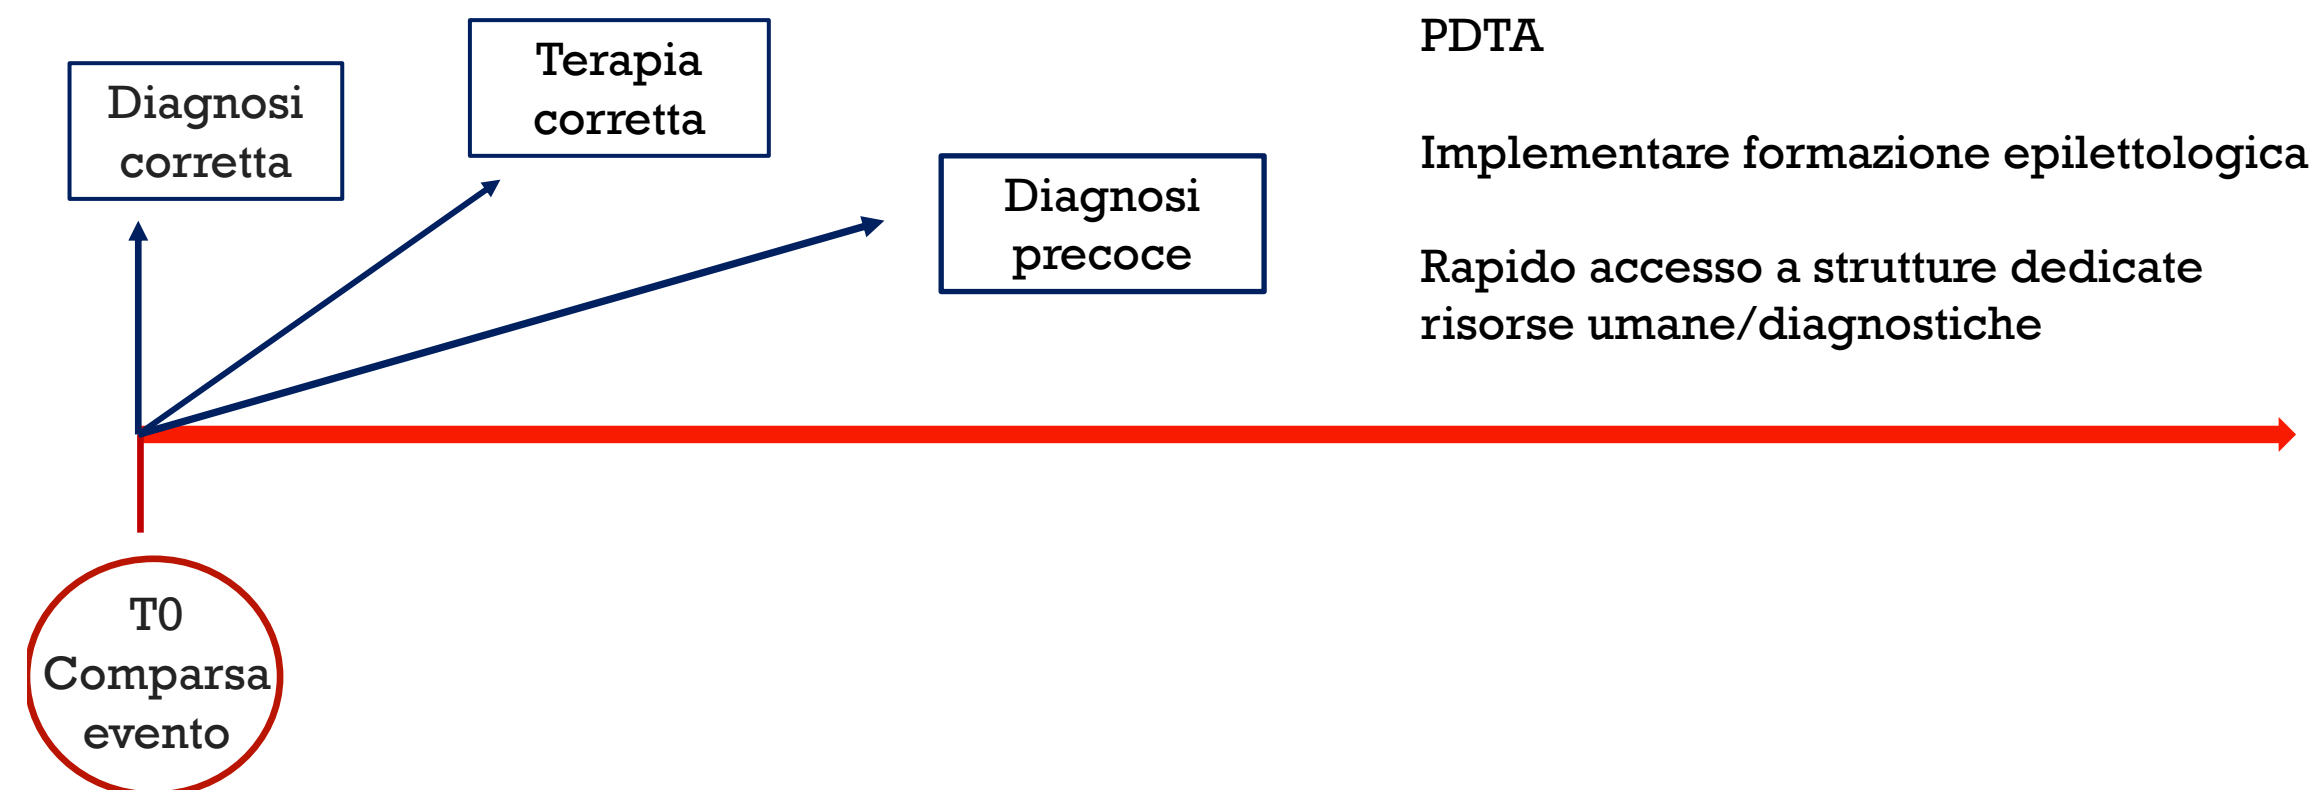 Diagnosi
corretta
Terapia
corretta
Diagnosi
precoce
PDTA
Implementare formazione epilettologica
Rapido accesso a strutture dedicate
risorse umane/diagnostiche
T0
Comparsa
evento